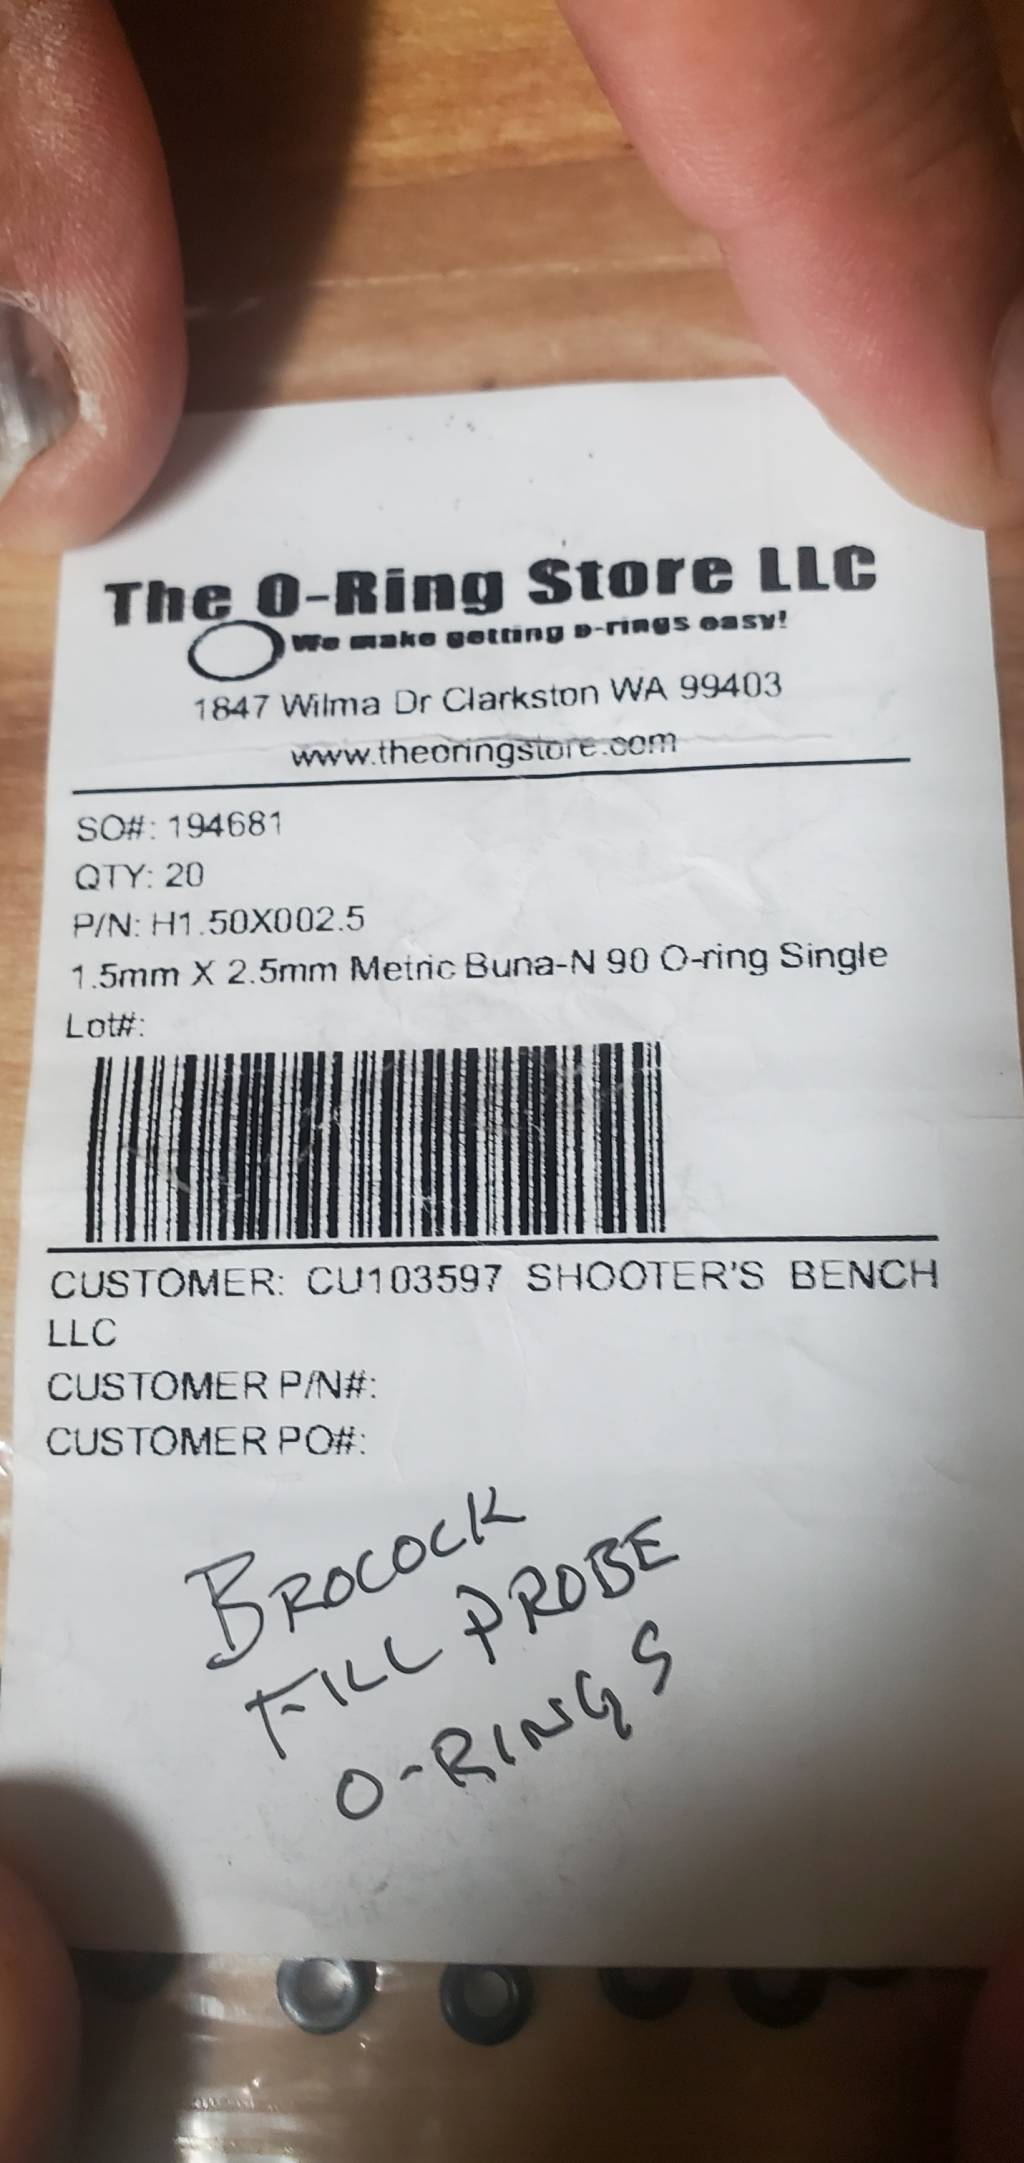 The O-Ring Store LLC
We make getting o-rings easy!
1847 Wilma Dr Clarkston WA 99403
www.theoringstore.com
SO#: 194681
QTY: 20
P/N: H1.50X002.5
1.5mm X 2.5mm Metric Buna-N 90 O-ring Single
Lot#:
CUSTOMER: CU103597 SHOOTER'S BENCH
LLC
CUSTOMER P/N#:
CUSTOMER PO#:
BROCOCK
FILL PROBE
O-RINGS